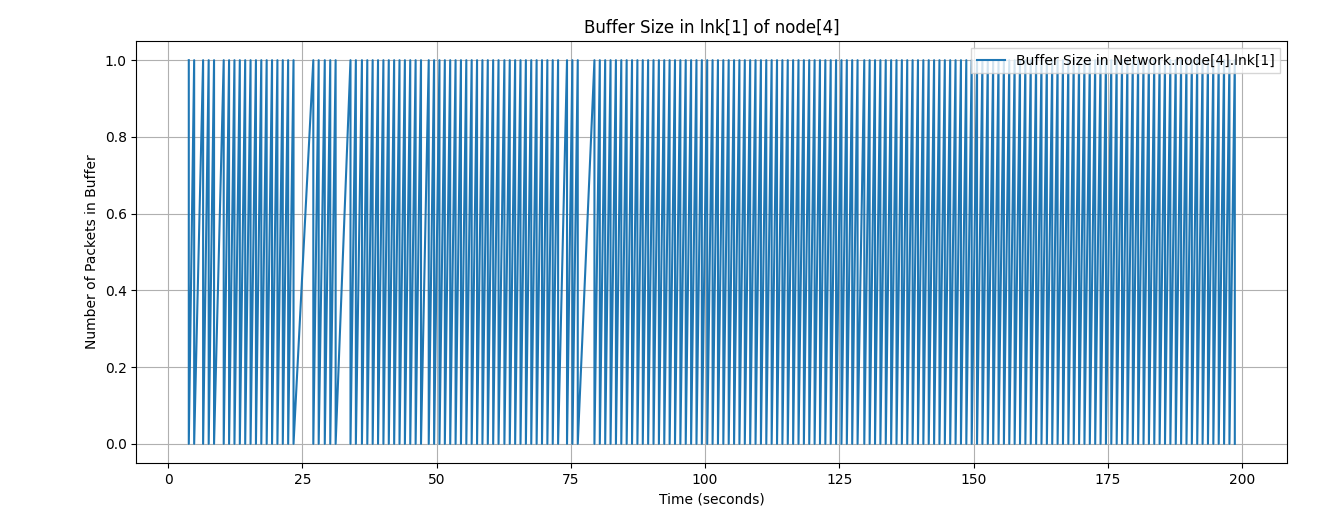 Buffer Size in lnk[1] of node[4]
Buffer Size in Network.node[4].lnk[1]
Number of Packets in Buffer
1.0
0.8
0.6
0.4
0.2
0.0
0 25 50 75 100 125 150 175 200
Time (seconds)